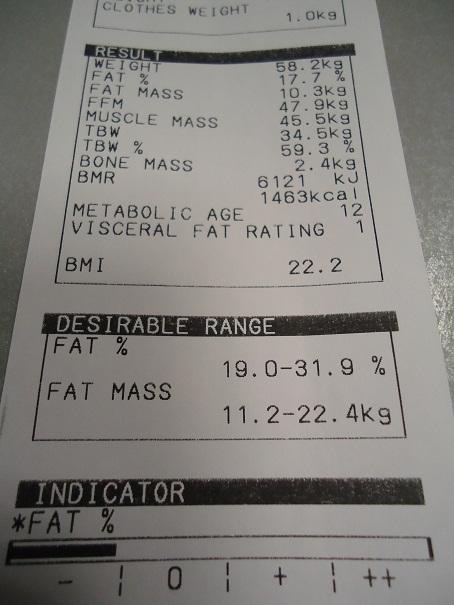 CLOTHES WEIGHT 1.0kg
RESULT
WEIGHT 58.2kg
FAT % 17.7 %
FAT MASS 10.3kg
FFM 47.9kg
MUSCLE MASS 45.5kg
TBW 34.5kg
TBW % 59.3 %
BONE MASS 2.4kg
BMR 6121 kJ
1463kcal
METABOLIC AGE 12
VISCERAL FAT RATING 1
BMI 22.2
DESIRABLE RANGE
FAT %
19.0-31.9 %
FAT MASS
11.2-22.4kg
INDICATOR
*FAT %
- ¦ 0 ¦ + ¦ ++